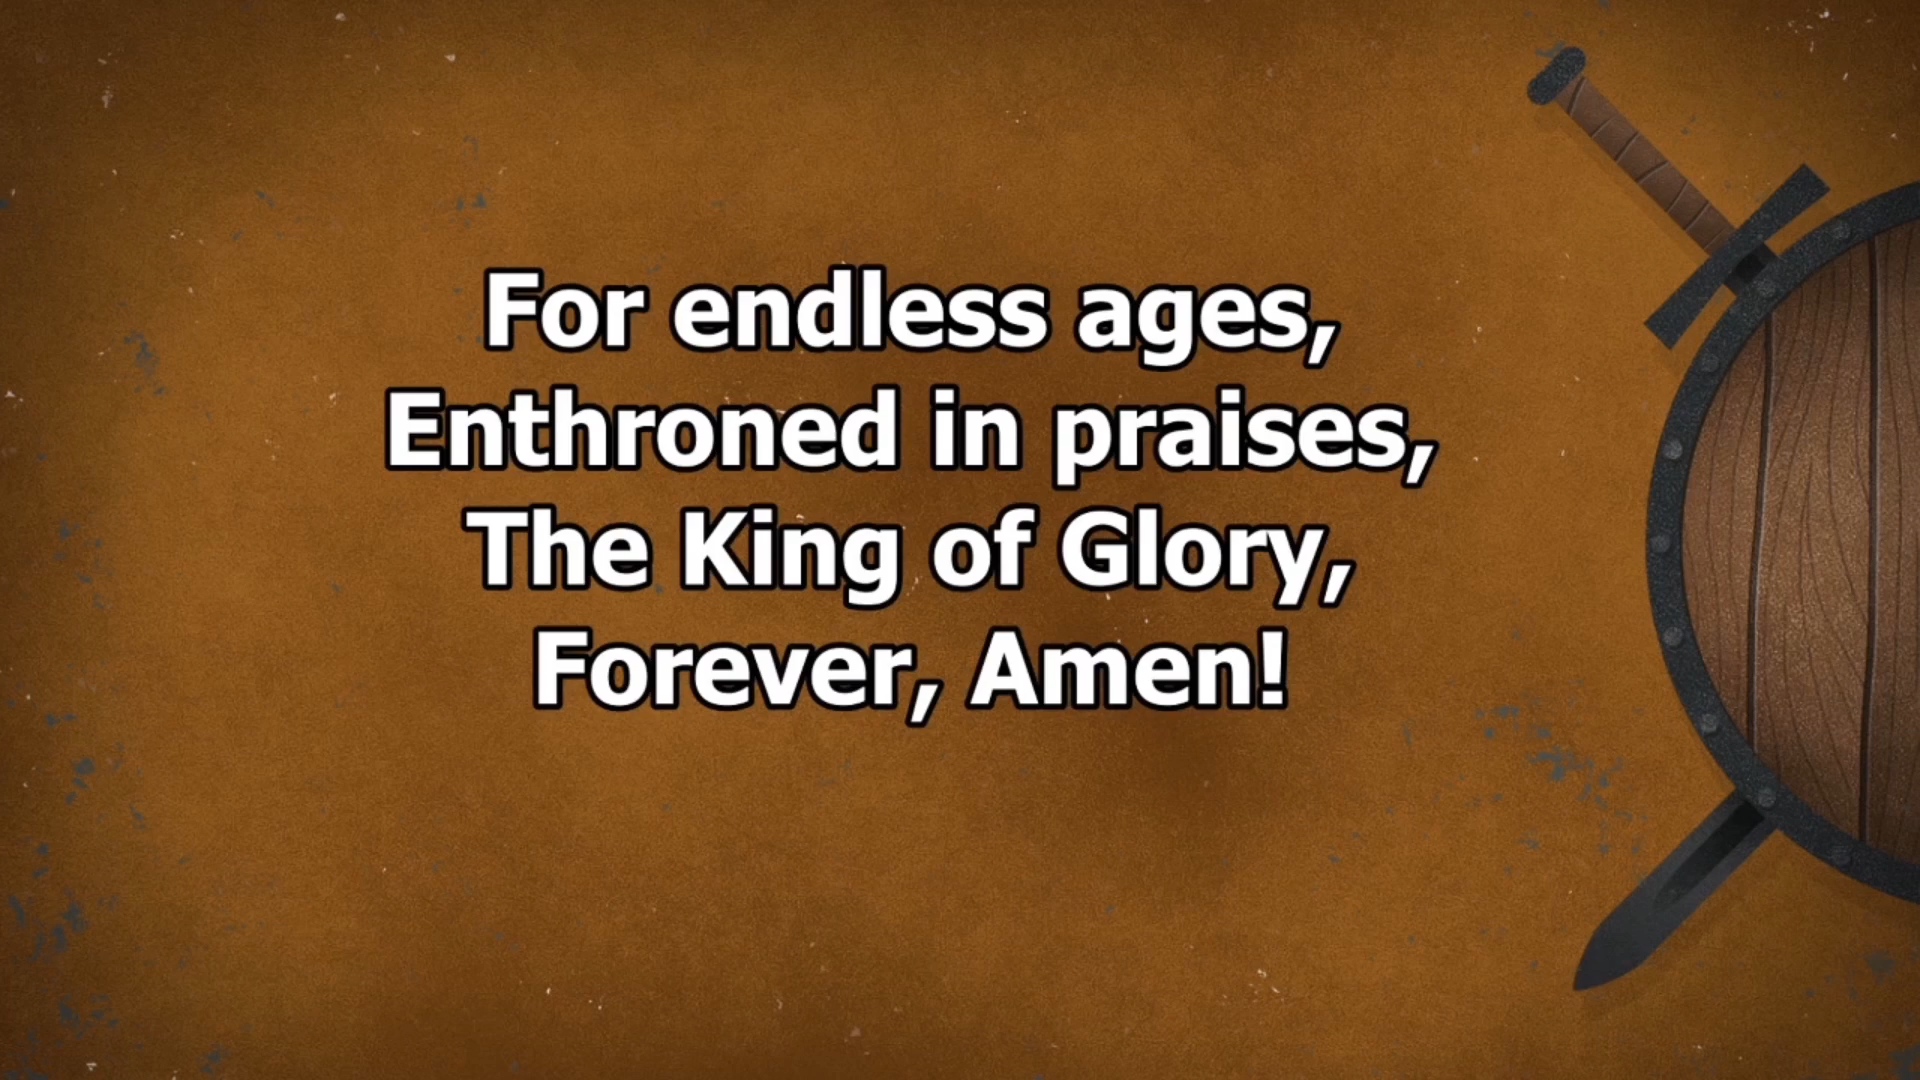 For endless ages,
Enthroned in praises,
The King of Glory,
Forever, Amen!